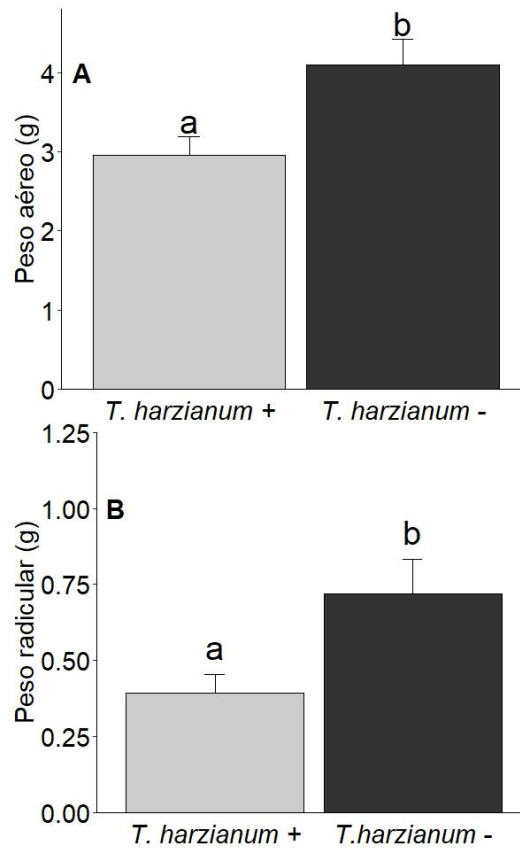 b
4
A
a
3
Peso aéreo (g)
2
1
0
T. harzianum + T. harzianum -
1.25
1.00
B
b
0.75
Peso radicular (g)
a
0.50
0.25
0.00
T. harzianum + T.harzianum -